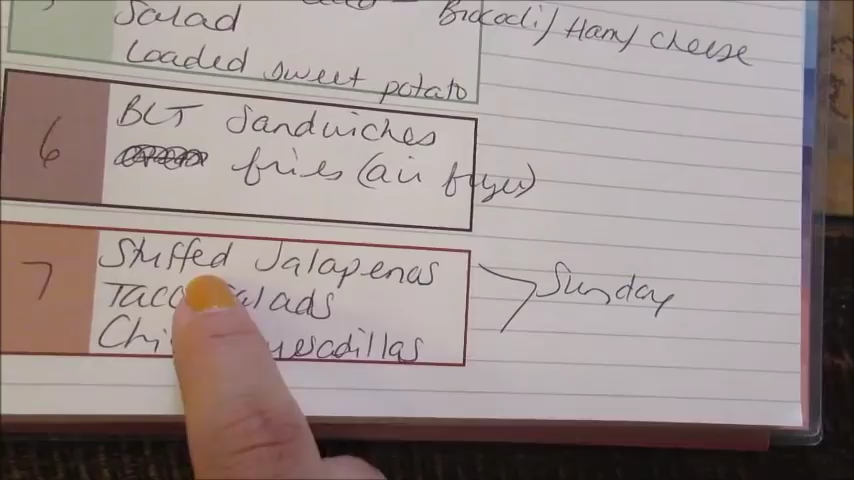 Salad
Broccoli/Ham/cheese
Loaded sweet potato
6
BLT Sandwiches
fries (air fryer)
7
Stuffed Jalapenos
Taco Salads
Sunday